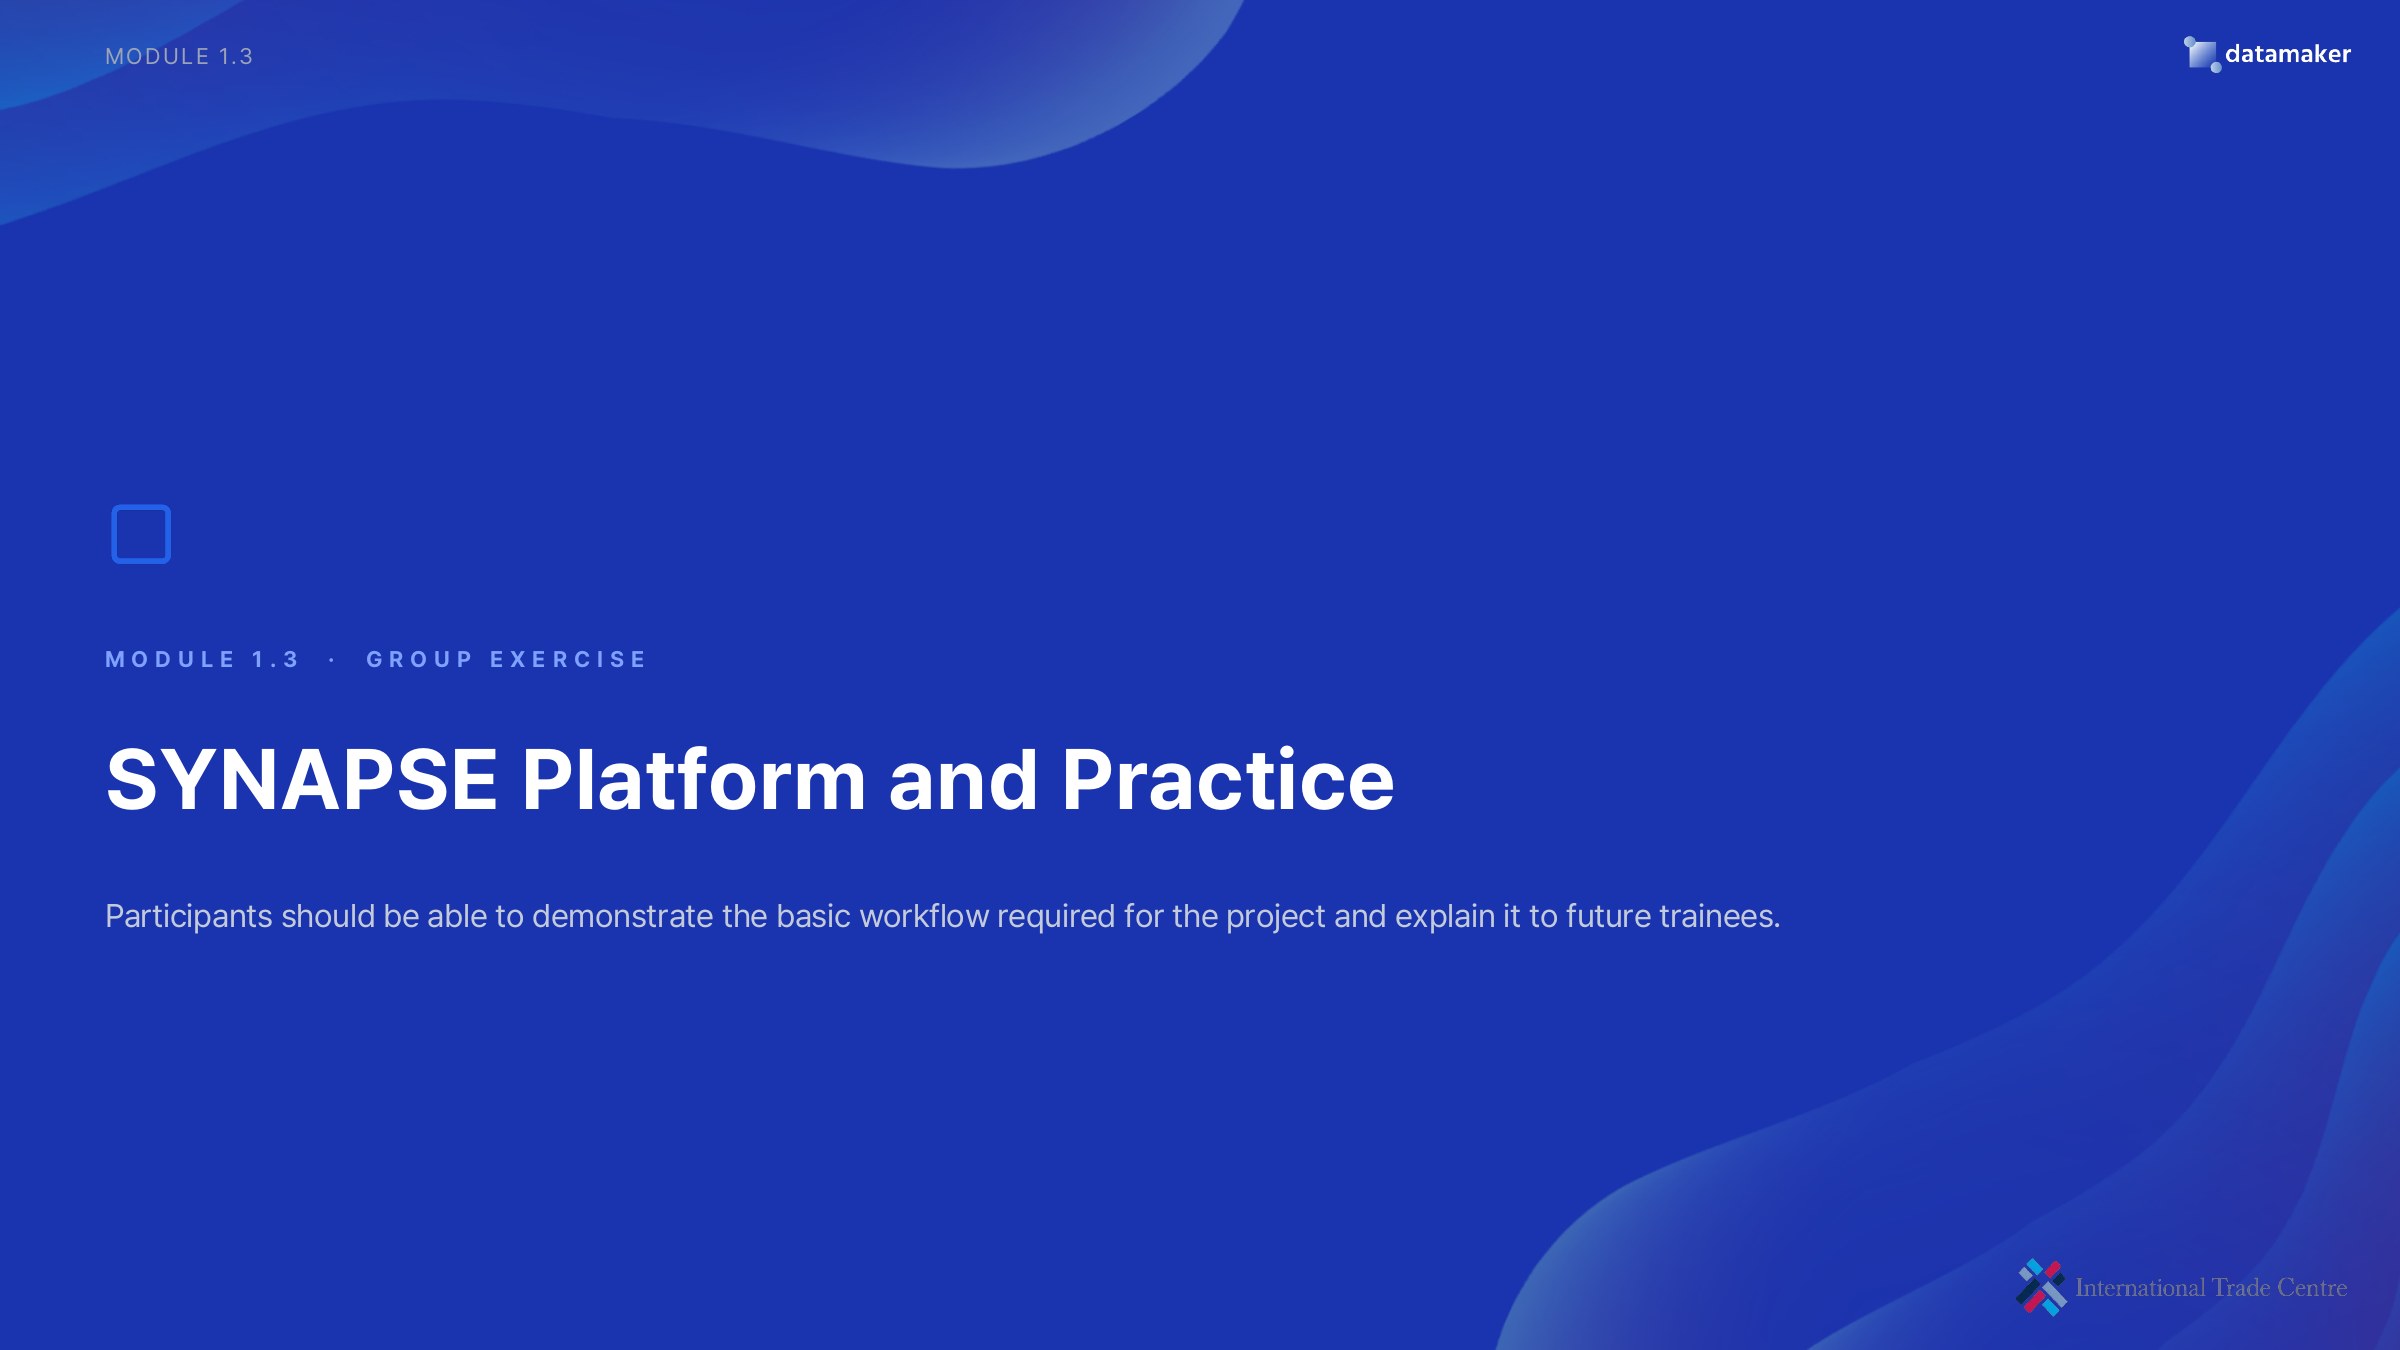 MODULE 1.3
datamaker
MODULE 1.3 · GROUP EXERCISE
SYNAPSE Platform and Practice
Participants should be able to demonstrate the basic workflow required for the project and explain it to future trainees.
International Trade Centre